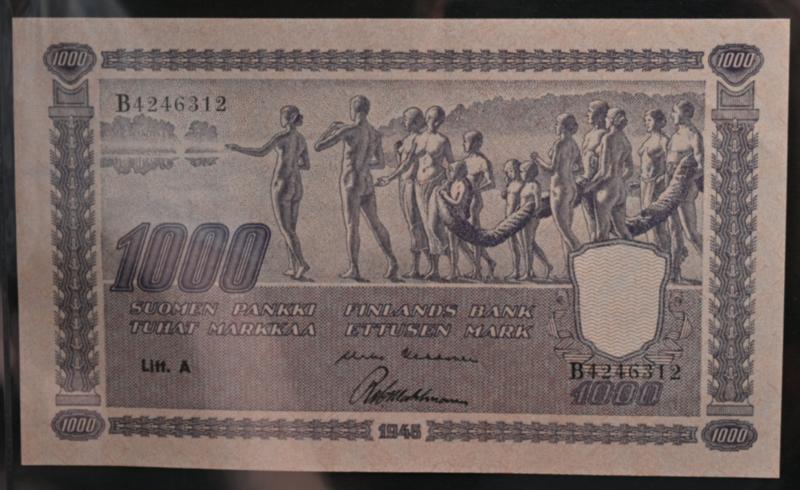 1000 1000
B4246312
1000
SUOMEN PANKKI FINLANDS BANK
TUHAT MARKKAA ETTUSEN MARK
Litt. A
B4246312
1000
1000 1945 1000